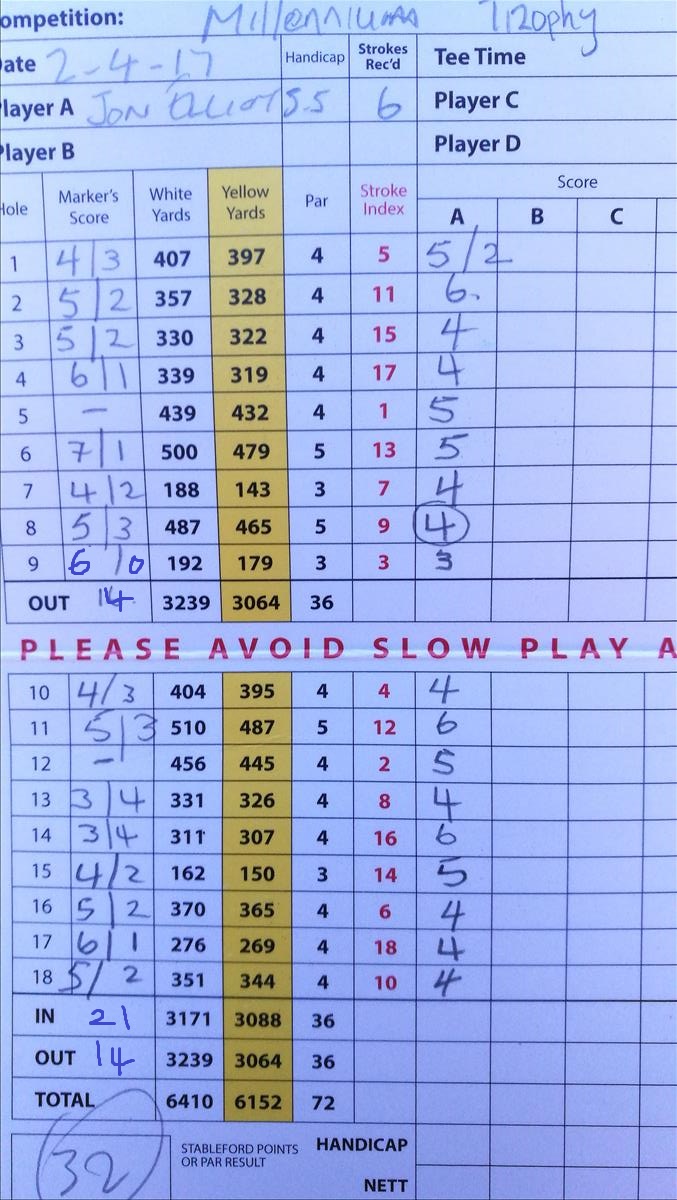 ompetition: Millennium Trophy
ate 2-4-17 Handicap Strokes Rec'd Tee Time
layer A JON 5.5 6 Player C
layer B Player D
Hole Marker's Score White Yards Yellow Yards Par Stroke Index Score
A B C
1 4/3 407 397 4 5 5/2
2 5|2 357 328 4 11 6.
3 5|2 330 322 4 15 4
4 6|1 339 319 4 17 4
5 – 439 432 4 1 5
6 7|1 500 479 5 13 5
7 4|2 188 143 3 7 4
8 5|3 487 465 5 9 4
9 6/0 192 179 3 3 3
OUT 14 3239 3064 36
PLEASE AVOID SLOW PLAY A
10 4/3 404 395 4 4 4
11 5|3 510 487 5 12 6
12 – 456 445 4 2 5
13 3|4 331 326 4 8 4
14 3|4 311 307 4 16 6
15 4/2 162 150 3 14 5
16 5|2 370 365 4 6 4
17 6|1 276 269 4 18 4
18 5/2 351 344 4 10 4
IN 21 3171 3088 36
OUT 14 3239 3064 36
TOTAL 6410 6152 72
32 STABLEFORD POINTS OR PAR RESULT HANDICAP
NETT